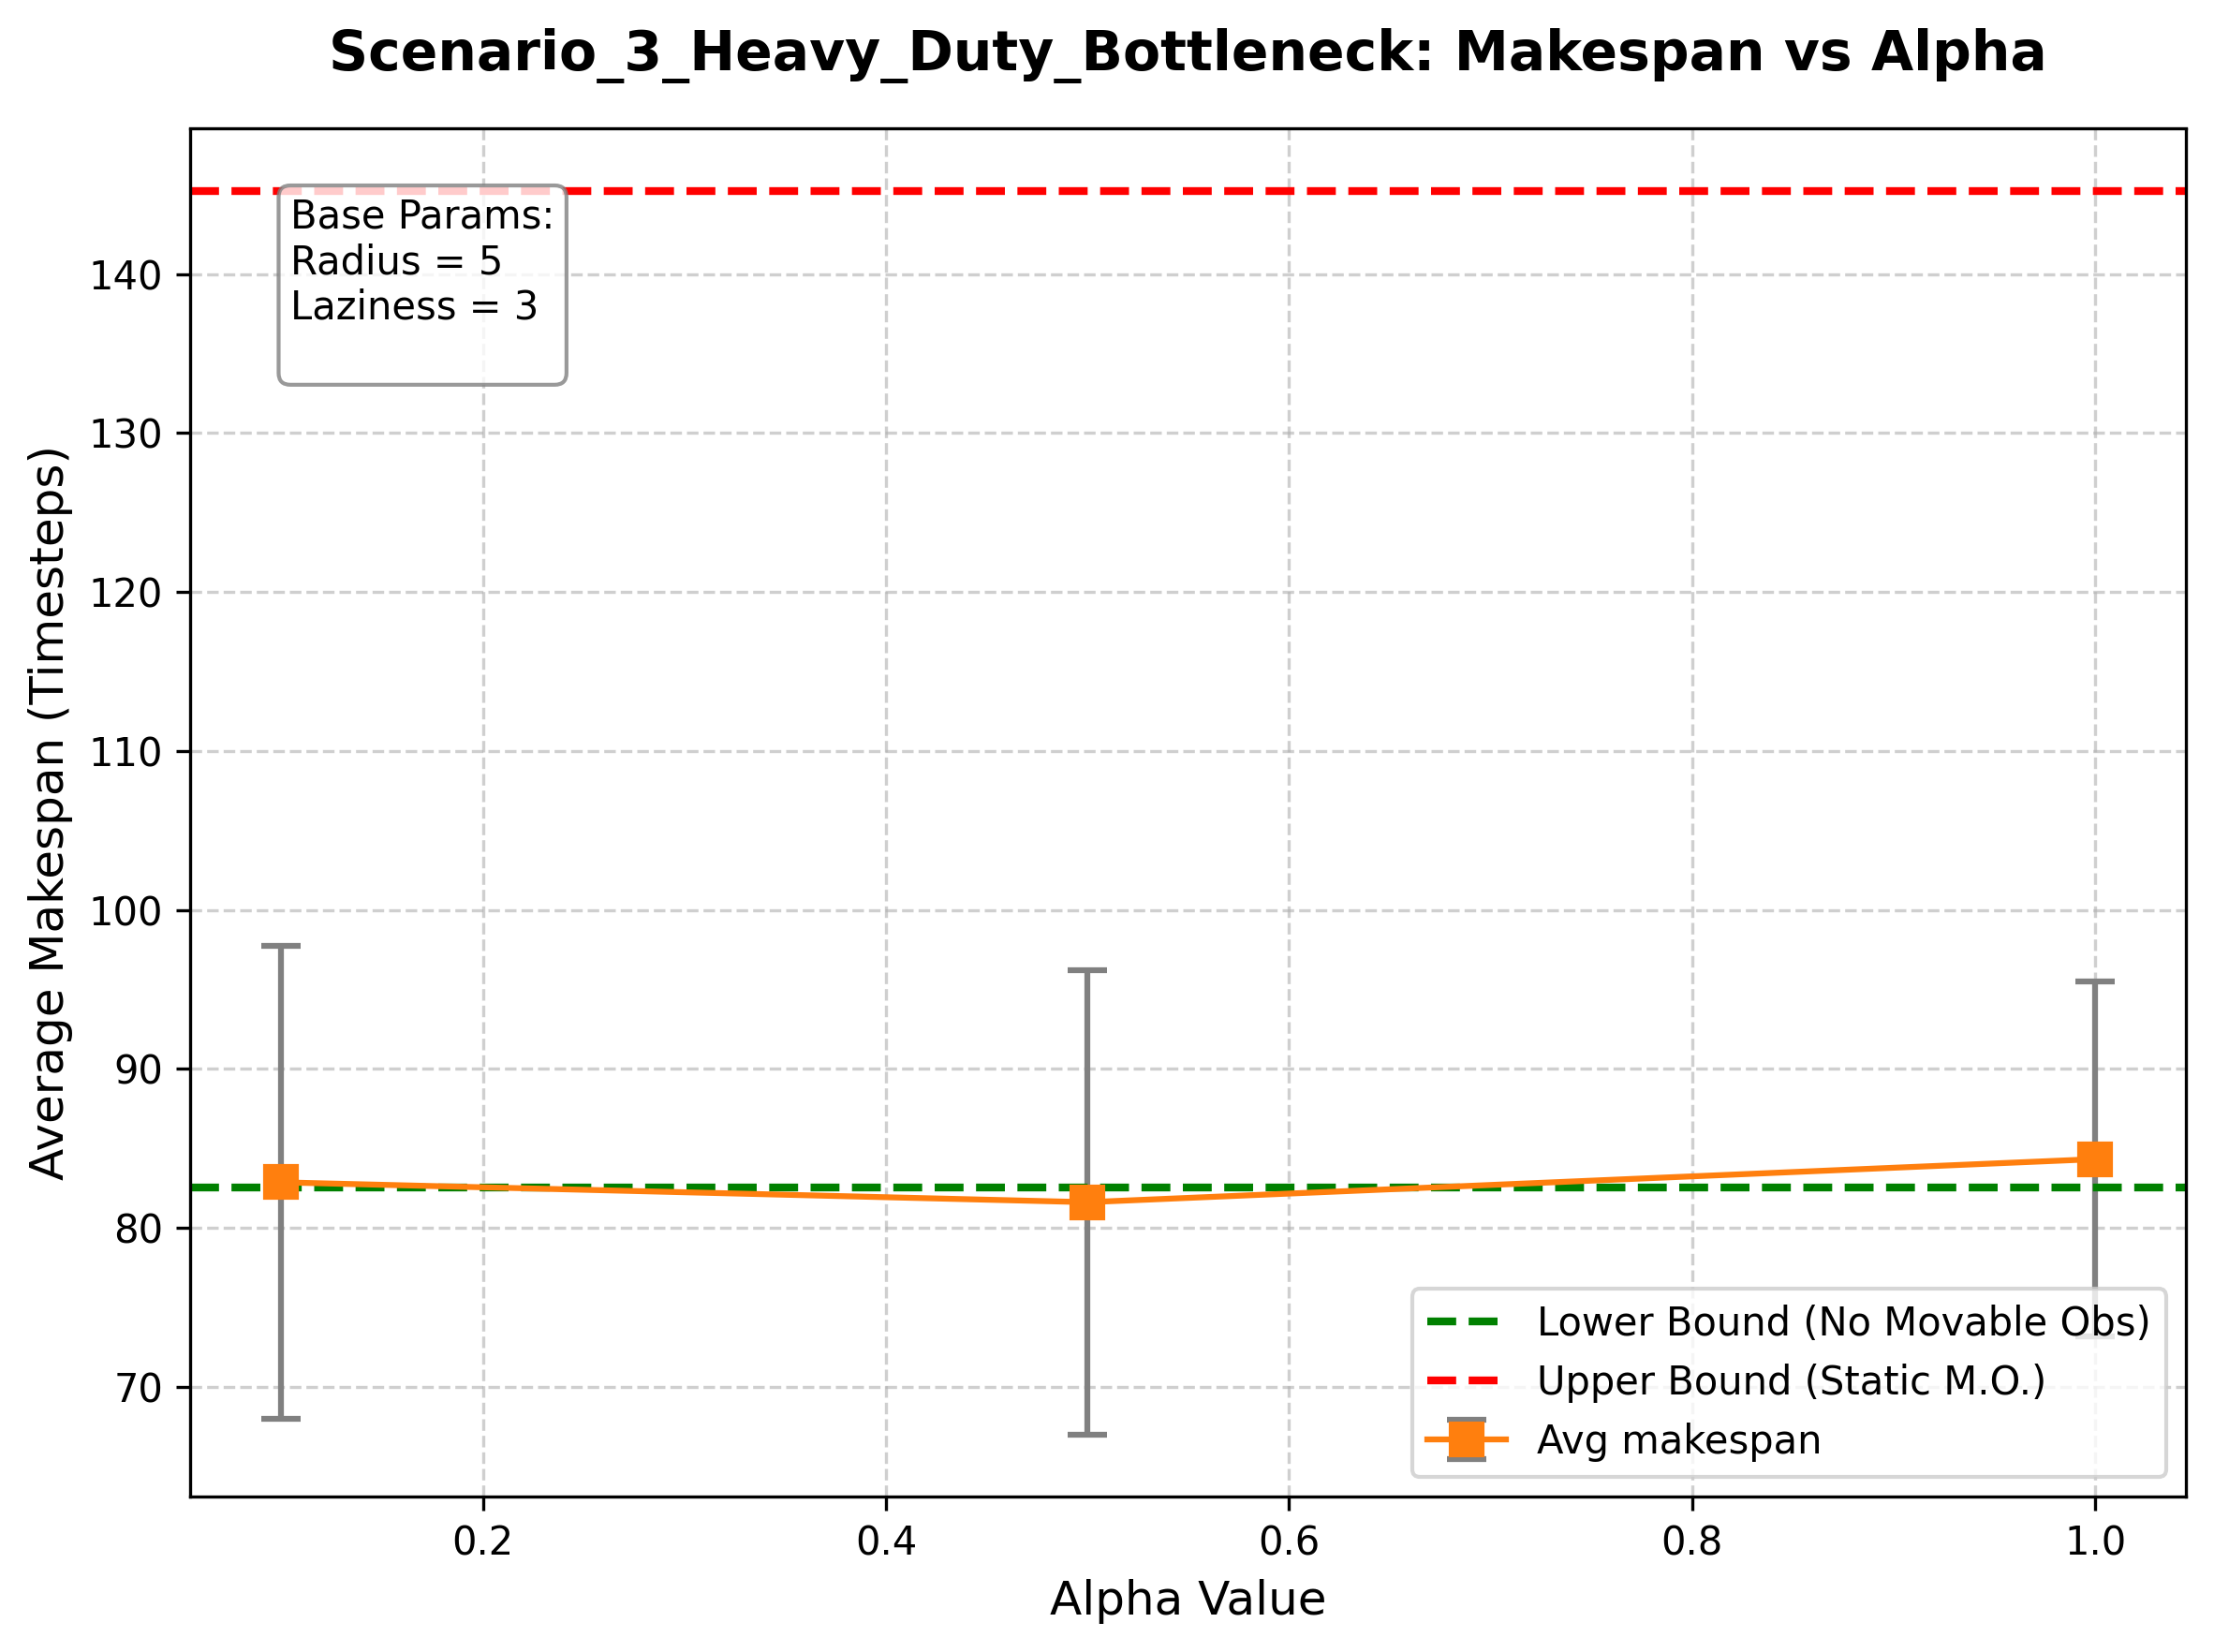 Scenario_3_Heavy_Duty_Bottleneck: Makespan vs Alpha
Base Params:
Radius = 5
Laziness = 3
Average Makespan (Timesteps)
140
130
120
110
100
90
80
70
0.2
0.4
0.6
0.8
1.0
Alpha Value
Lower Bound (No Movable Obs)
Upper Bound (Static M.O.)
Avg makespan